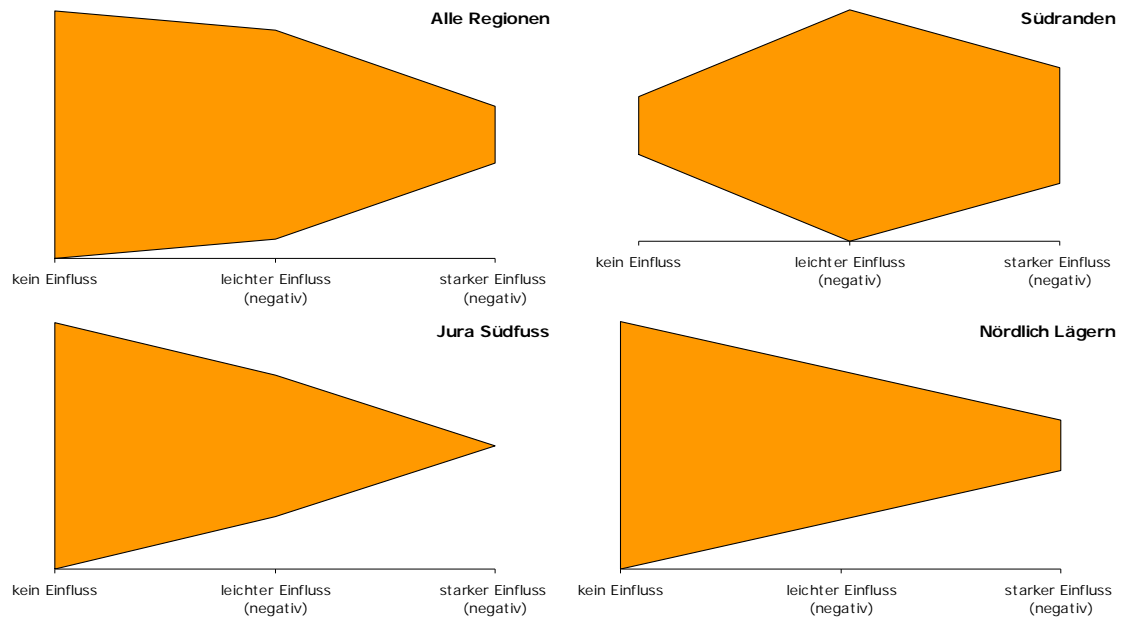 Alle Regionen
kein Einfluss
leichter Einfluss
(negativ)
starker Einfluss
(negativ)
Südranden
kein Einfluss
leichter Einfluss
(negativ)
starker Einfluss
(negativ)
Jura Südfuss
kein Einfluss
leichter Einfluss
(negativ)
starker Einfluss
(negativ)
Nördlich Lägern
kein Einfluss
leichter Einfluss
(negativ)
starker Einfluss
(negativ)